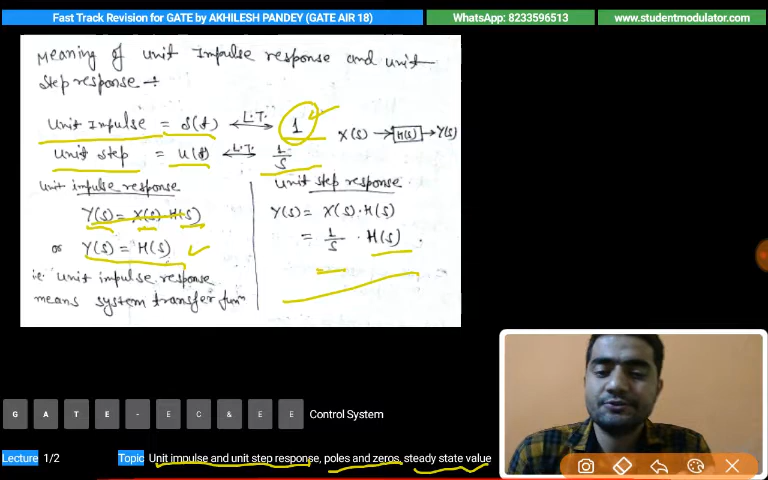 Fast Track Revision for GATE by AKHILESH PANDEY (GATE AIR 18)
WhatsApp: 8233596513
www.studentmodulator.com
Meaning of unit Impulse response and unit
step response :-
Unit Impulse = δ(t) ←L.T.→ 1
X(s) → H(s) → Y(s)
Unit step = u(t) ←L.T.→ 1/s
Unit impulse response
Y(s) = X(s) H(s)
or Y(s) = H(s)
i.e. unit impulse response
means system transfer fun
Unit step response
Y(s) = X(s) · H(s)
= 1/s · H(s)
G A T E - E C & E E Control System
Lecture 1/2 Topic Unit impulse and unit step response, poles and zeros, steady state value